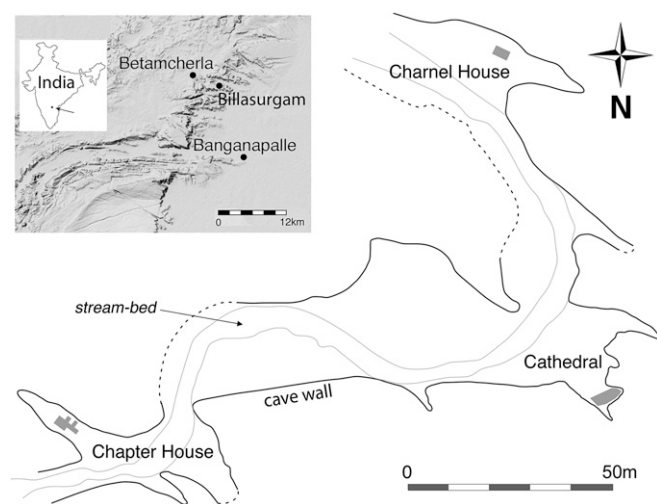 India
Betamcherla
Billasurgam
Banganapalle
0 12km
Charnel House
N
stream-bed
Cathedral
cave wall
Chapter House
0 50m